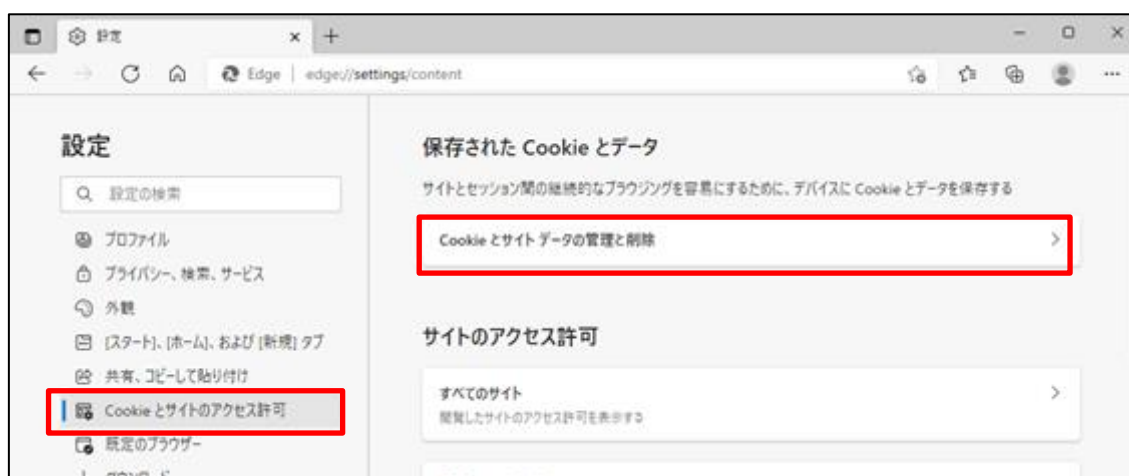 設定
Edge | edge://settings/content
設定
設定の検索
プロファイル
プライバシー、検索、サービス
外観
[スタート]、[ホーム]、および [新規] タブ
共有、コピーして貼り付け
Cookie とサイトのアクセス許可
既定のブラウザー
保存された Cookie とデータ
サイトとセッション間の継続的なブラウジングを容易にするために、デバイスに Cookie とデータを保存する
Cookie とサイト データの管理と削除
サイトのアクセス許可
すべてのサイト
閲覧したサイトのアクセス許可を表示する